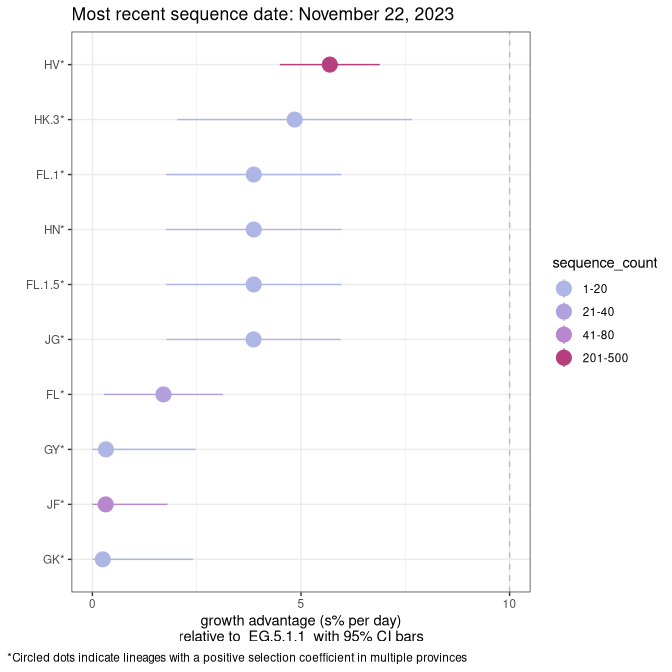 Most recent sequence date: November 22, 2023
HV*
HK.3*
FL.1*
HN*
FL.1.5*
JG*
FL*
GY*
JF*
GK*
0
5
10
growth advantage (s% per day)
relative to  EG.5.1.1  with 95% CI bars
sequence_count
1-20
21-40
41-80
201-500
*Circled dots indicate lineages with a positive selection coefficient in multiple provinces